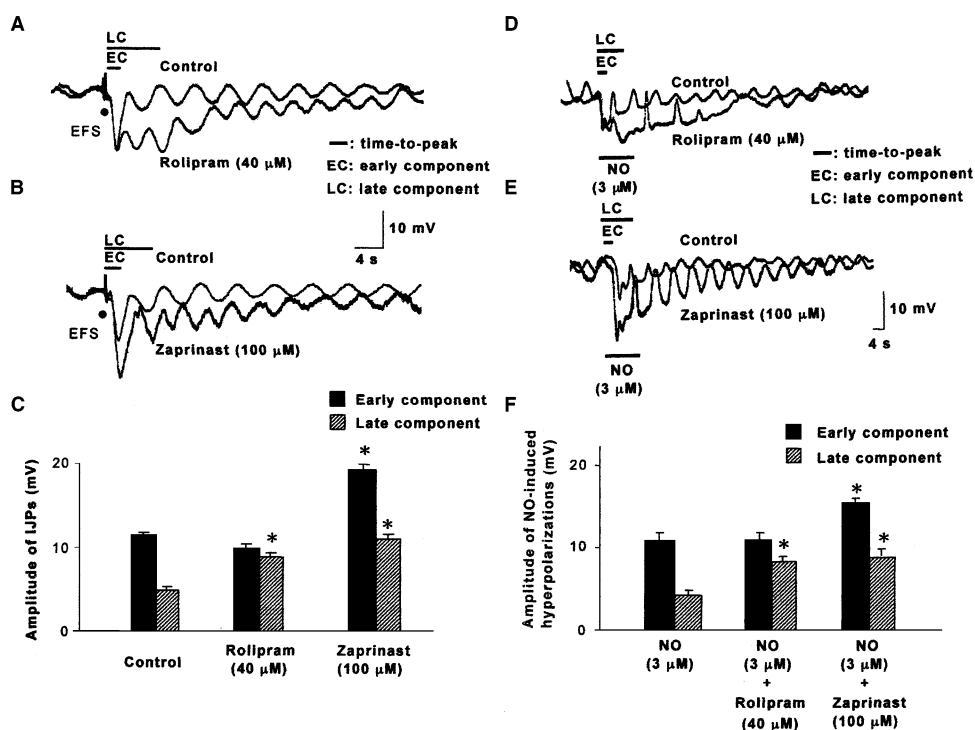 A
LC
EC
Control
EFS
Rolipram (40 µM)
▬: time-to-peak
EC: early component
LC: late component
B
10 mV
4 s
LC
EC
Control
EFS
Zaprinast (100 µM)
C
Early component
Late component
Amplitude of IJPs (mV)
20
10
0
*
*
*
Control
Rolipram
(40 µM)
Zaprinast
(100 µM)
D
LC
EC
Control
Rolipram (40 µM)
NO
(3 µM)
▬: time-to-peak
EC: early component
LC: late component
E
LC
EC
Control
Zaprinast (100 µM)
10 mV
4 s
NO
(3 µM)
F
Early component
Late component
Amplitude of NO-induced
hyperpolarizations (mV)
20
10
0
*
*
*
NO
(3 µM)
NO
(3 µM)
+
Rolipram
(40 µM)
NO
(3 µM)
+
Zaprinast
(100 µM)